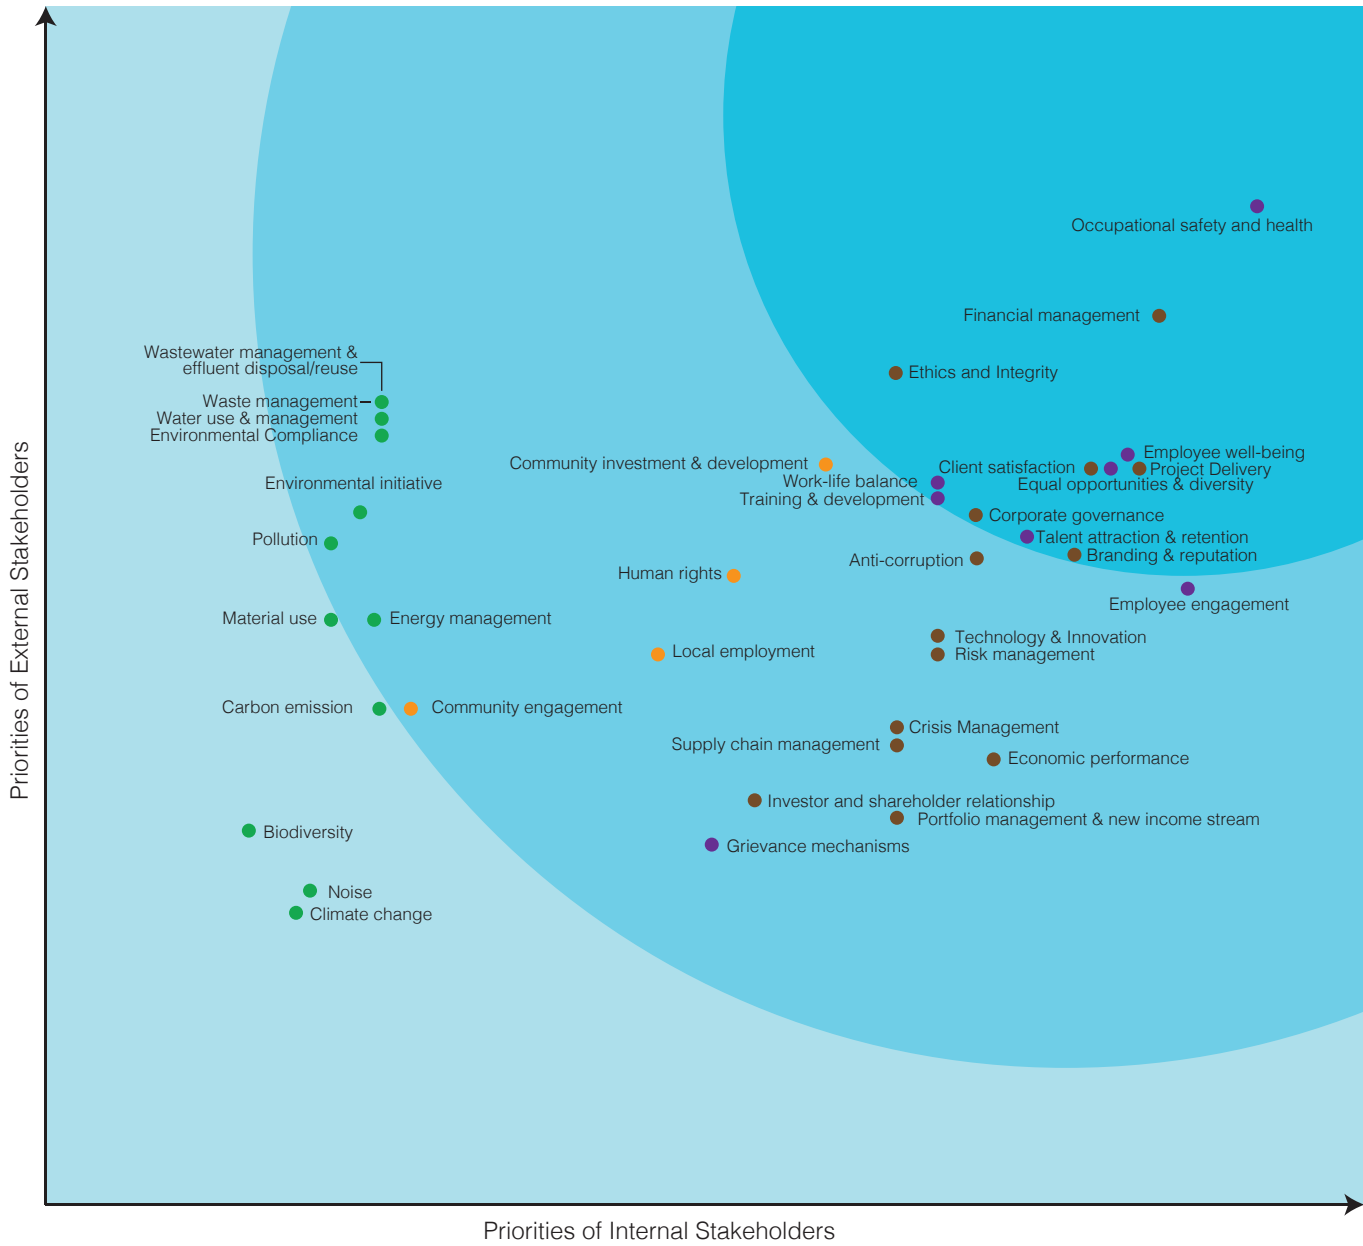 Priorities of External Stakeholders
Occupational safety and health
Financial management
Wastewater management &
effluent disposal/reuse
Ethics and Integrity
Waste management
Water use & management
Environmental Compliance
Employee well-being
Community investment & development
Client satisfaction
Project Delivery
Environmental initiative
Work-life balance
Equal opportunities & diversity
Training & development
Corporate governance
Pollution
Talent attraction & retention
Branding & reputation
Anti-corruption
Human rights
Employee engagement
Material use
Energy management
Technology & Innovation
Local employment
Risk management
Carbon emission
Community engagement
Crisis Management
Supply chain management
Economic performance
Investor and shareholder relationship
Portfolio management & new income stream
Biodiversity
Grievance mechanisms
Noise
Climate change
Priorities of Internal Stakeholders